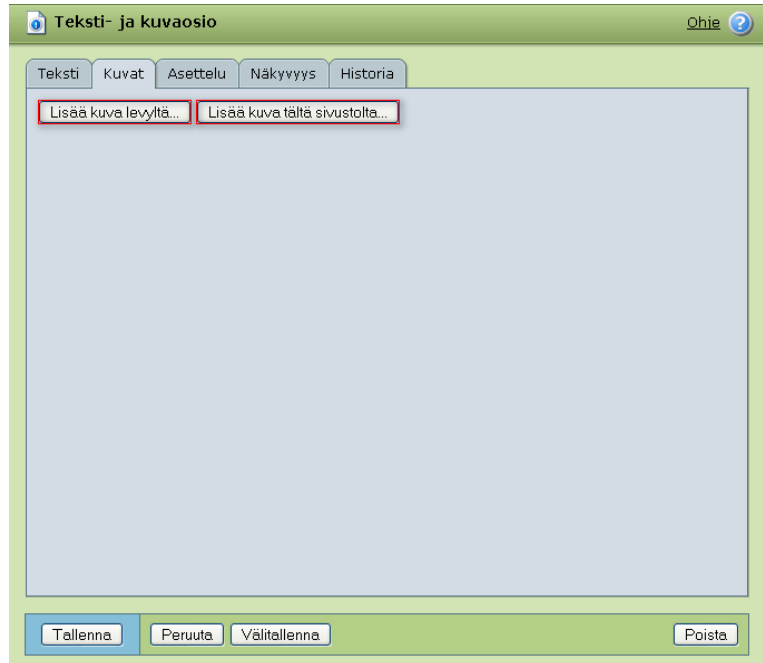 Teksti- ja kuvaosio Ohje
Teksti Kuvat Asettelu Näkyvyys Historia
Lisää kuva levyltä... Lisää kuva tältä sivustolta...
Tallenna Peruuta Välitallenna Poista